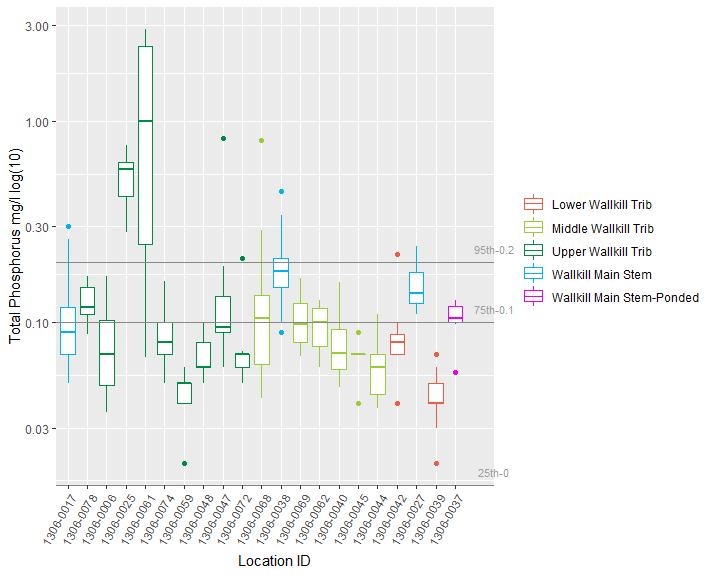 3.00
1.00
0.30
0.10
0.03
Total Phosphorus mg/l log(10)
95th-0.2
75th-0.1
25th-0
1306-0017
1306-0078
1306-0006
1306-0025
1306-0061
1306-0074
1306-0059
1306-0048
1306-0047
1306-0072
1306-0068
1306-0038
1306-0069
1306-0062
1306-0040
1306-0045
1306-0044
1306-0042
1306-0027
1306-0039
1306-0037
Location ID
Lower Wallkill Trib
Middle Wallkill Trib
Upper Wallkill Trib
Wallkill Main Stem
Wallkill Main Stem-Ponded